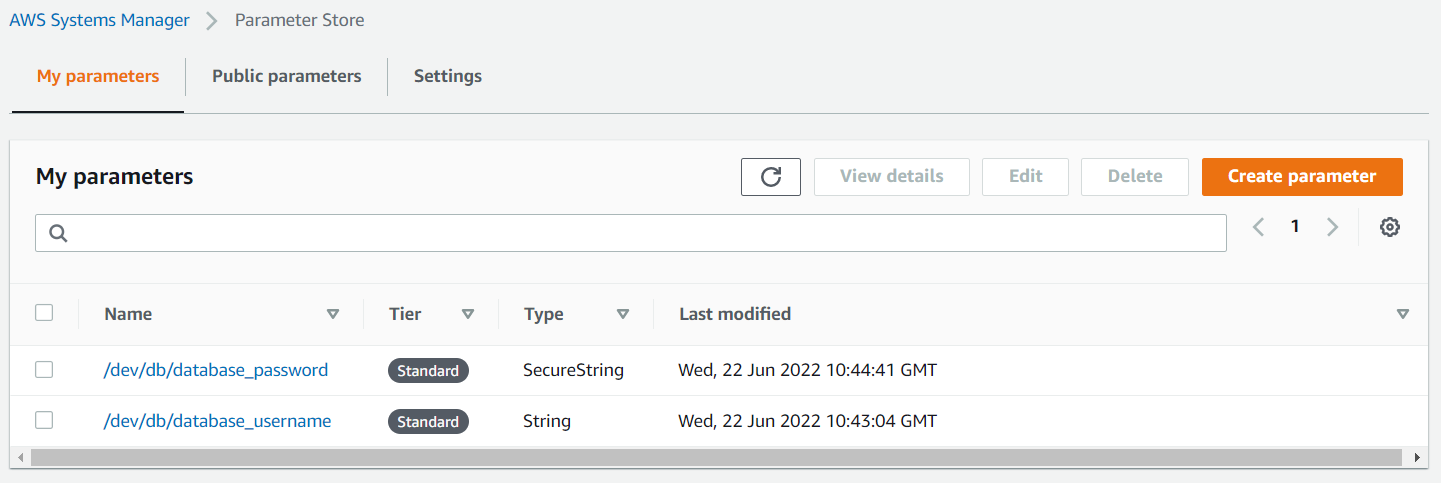 AWS Systems Manager > Parameter Store
My parameters Public parameters Settings
My parameters View details Edit Delete Create parameter
1
Name Tier Type Last modified
/dev/db/database_password Standard SecureString Wed, 22 Jun 2022 10:44:41 GMT
/dev/db/database_username Standard String Wed, 22 Jun 2022 10:43:04 GMT